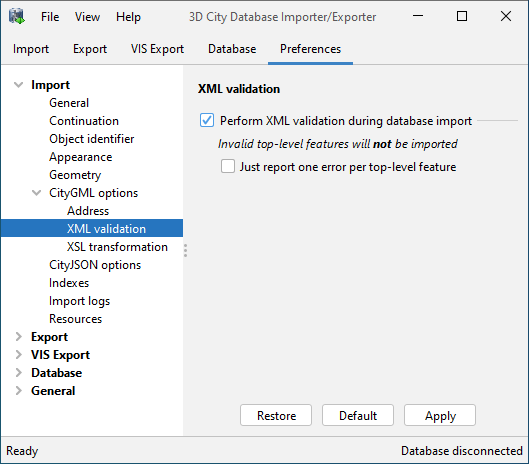 File View Help 3D City Database Importer/Exporter
Import Export VIS Export Database Preferences
Import
General
Continuation
Object identifier
Appearance
Geometry
CityGML options
Address
XML validation
XSL transformation
CityJSON options
Indexes
Import logs
Resources
Export
VIS Export
Database
General
XML validation
Perform XML validation during database import
Invalid top-level features will not be imported
Just report one error per top-level feature
Restore Default Apply
Ready Database disconnected